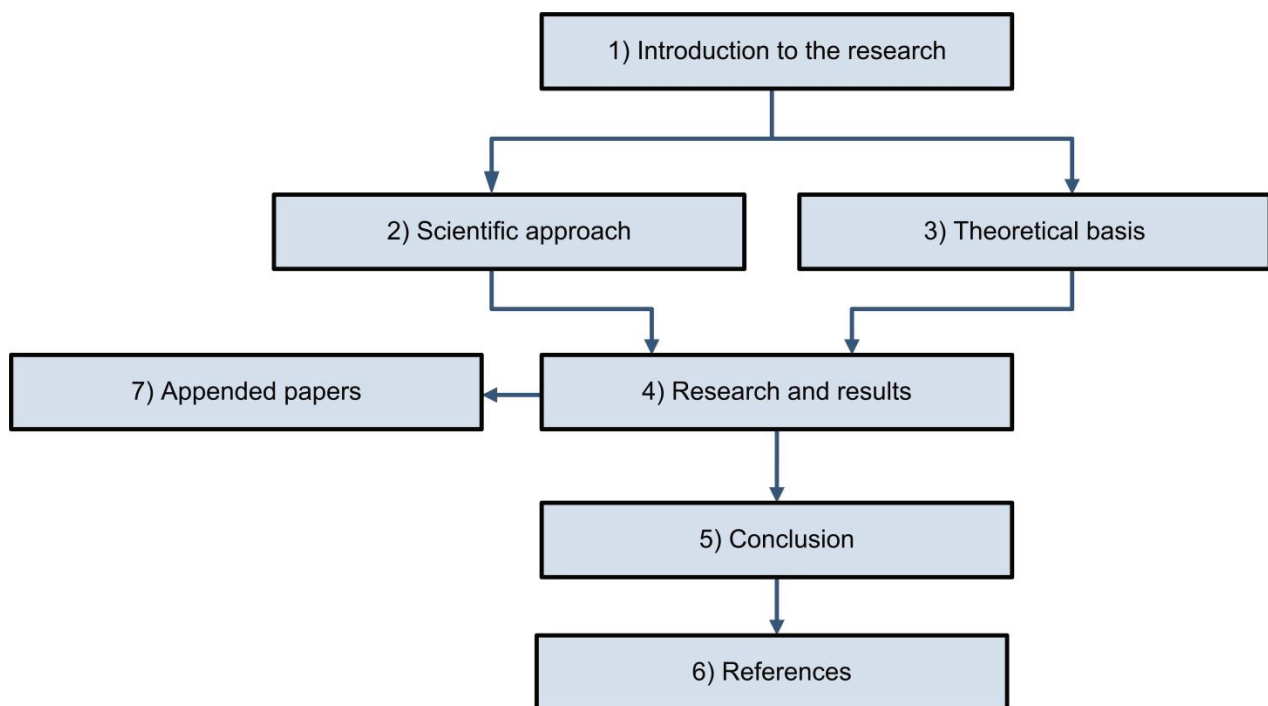 1) Introduction to the research
2) Scientific approach
3) Theoretical basis
7) Appended papers
4) Research and results
5) Conclusion
6) References